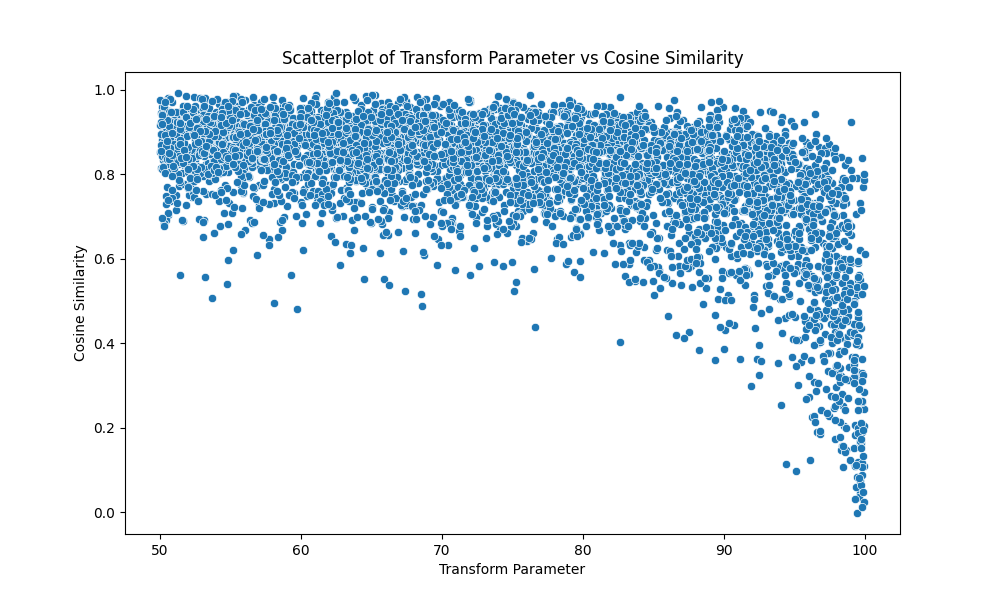 Scatterplot of Transform Parameter vs Cosine Similarity
1.0
0.8
0.6
0.4
0.2
0.0
Cosine Similarity
50 60 70 80 90 100
Transform Parameter